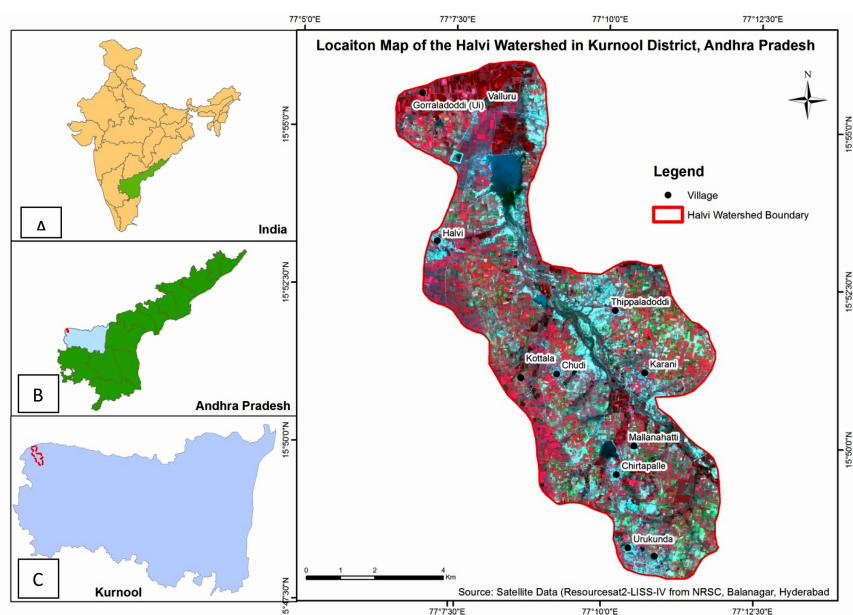 77°5'0"E
77°7'30"E
77°10'0"E
77°12'30"E
Locaiton Map of the Halvi Watershed in Kurnool District, Andhra Pradesh
N
Gorraladoddi (Ui)
Valluru
15°55'0"N
15°55'0"N
Legend
Village
Halvi Watershed Boundary
A
India
Halvi
15°52'30"N
15°52'30"N
Thippaladoddi
Kottala
Chudi
Karani
B
Andhra Pradesh
15°50'0"N
15°50'0"N
Mallanahatti
Chirtapalle
Urukunda
C
Kurnool
0 1 2 4
Km
Source: Satellite Data (Resourcesat2-LISS-IV from NRSC, Balanagar, Hyderabad
5°47'30"N
77°7'30"E
77°10'0"E
77°12'30"E